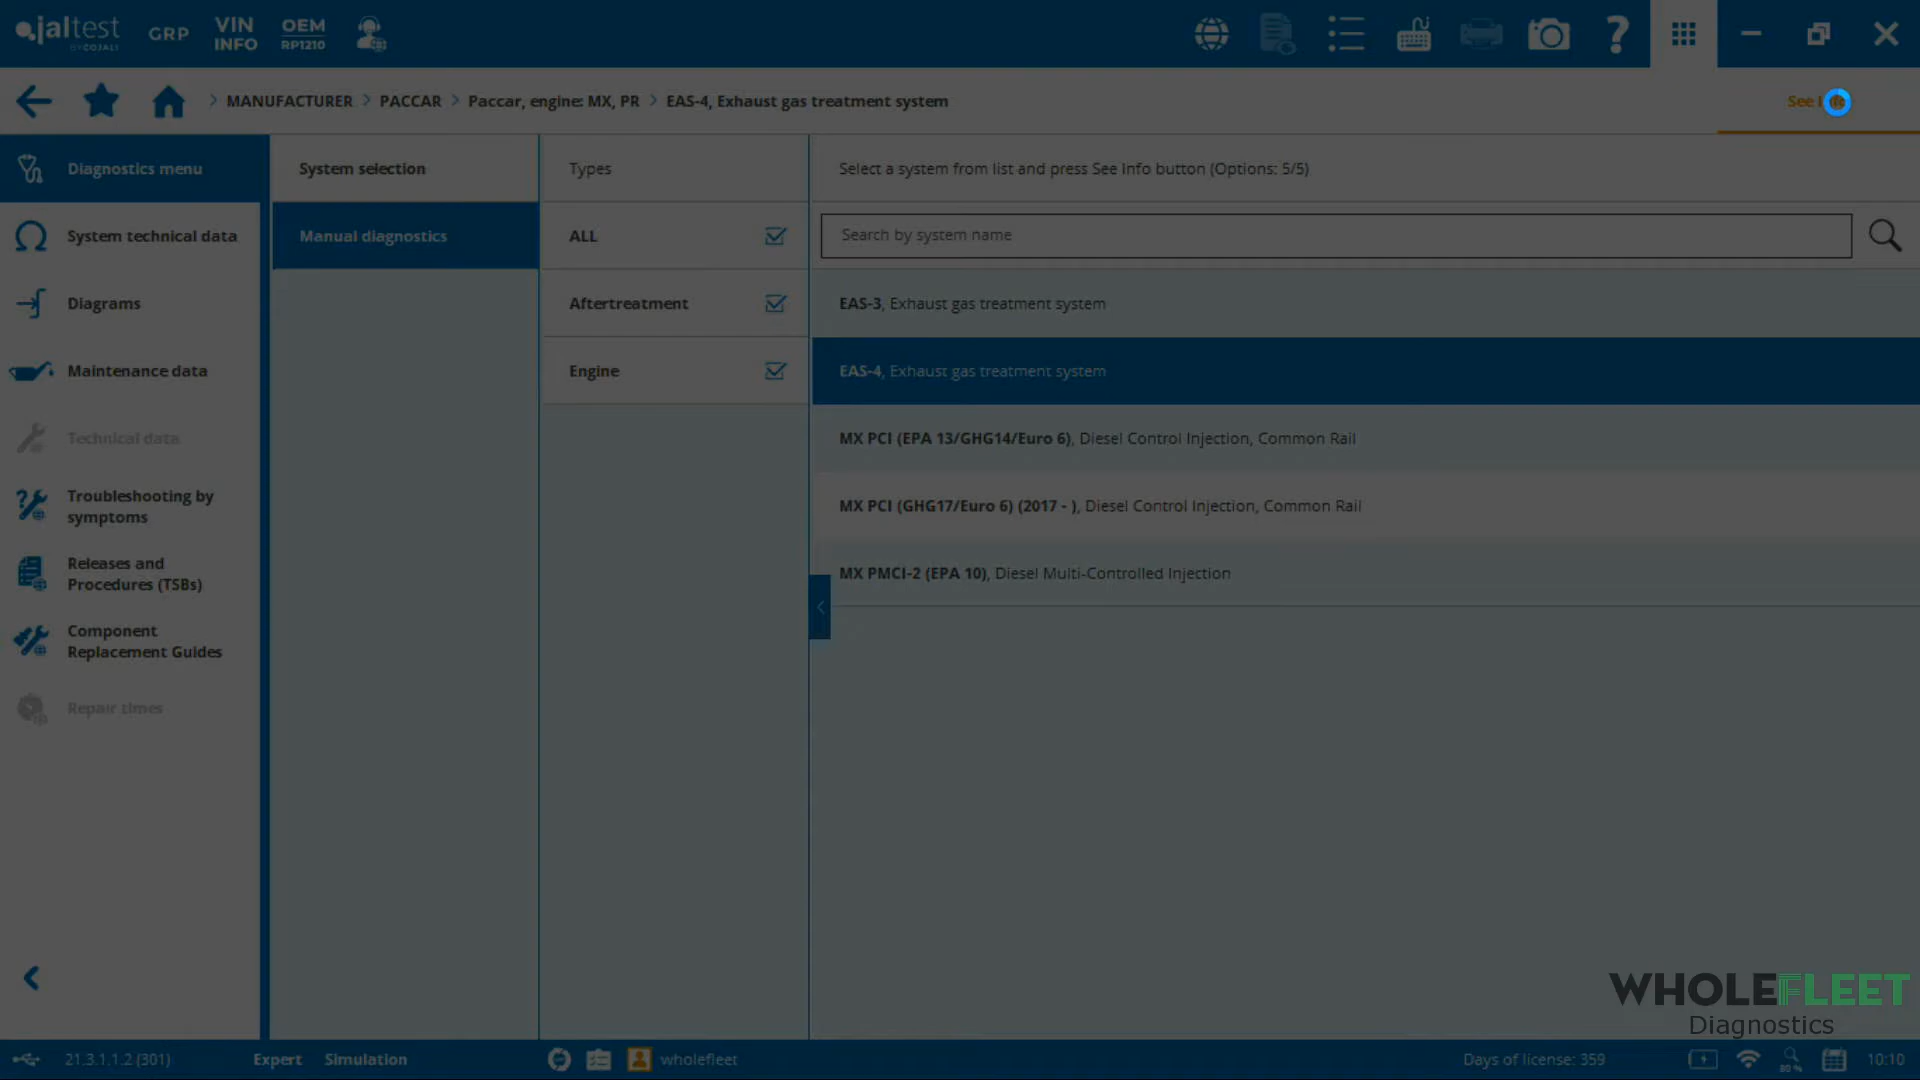 jaltest
BY COJALI
GRP
VIN
INFO
OEM
RP1210
?
MANUFACTURER > PACCAR > Paccar, engine: MX, PR > EAS-4, Exhaust gas treatment system
See
Diagnostics menu
System selection
Types
Select a system from list and press See Info button (Options: 5/5)
System technical data
Manual diagnostics
ALL
Search by system name
Diagrams
Aftertreatment
EAS-3, Exhaust gas treatment system
Maintenance data
Engine
EAS-4, Exhaust gas treatment system
Technical data
MX PCI (EPA 13/GHG14/Euro 6), Diesel Control Injection, Common Rail
Troubleshooting by
symptoms
MX PCI (GHG17/Euro 6) (2017 - ), Diesel Control Injection, Common Rail
Releases and
Procedures (TSBs)
MX PMCI-2 (EPA 10), Diesel Multi-Controlled Injection
Component
Replacement Guides
Repair times
WHOLEFLEET
Diagnostics
21.3.1.1.2 (301)
Expert
Simulation
wholefleet
Days of license: 359
80 %
10:10